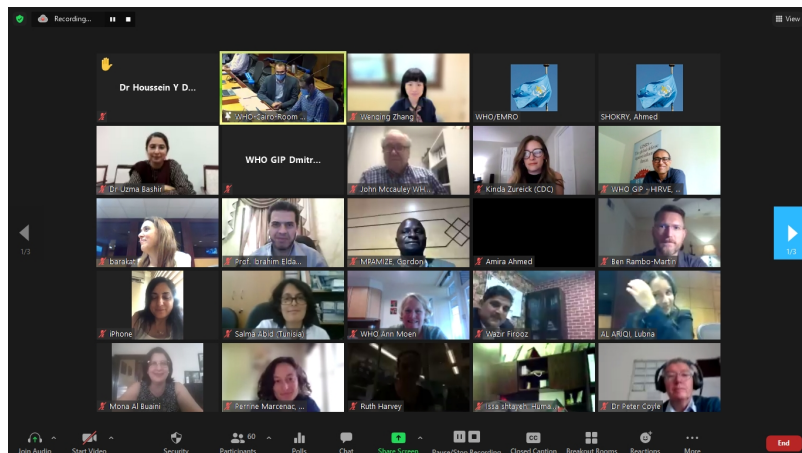 Recording...
View
Dr Houssein Y D...
WHO-Cairo-Room ...
Wenqing Zhang
WHO/EMRO
SHOKRY, Ahmed
Dr Uzma Bashir
WHO GIP Dmitr...
John Mccauley WH...
Kinda Zureick (CDC)
WHO GIP - HIRVE, ...
barakat
Prof. Ibrahim Elda...
MPAMIZE, Gordon
Amira Ahmed
Ben Rambo-Martin
1/3
1/3
iPhone
Salma Abid (Tunisia)
WHO Ann Moen
Wazir Firooz
AL ARIQI, Lubna
Mona Al Buaini
Perrine Marcenac, ...
Ruth Harvey
Issa shtayeh- Huma...
Dr Peter Coyle
60
CC
End
Join Audio
Start Video
Security
Participants
Polls
Chat
Share Screen
Pause/Stop Recording
Closed Caption
Breakout Rooms
Reactions
More